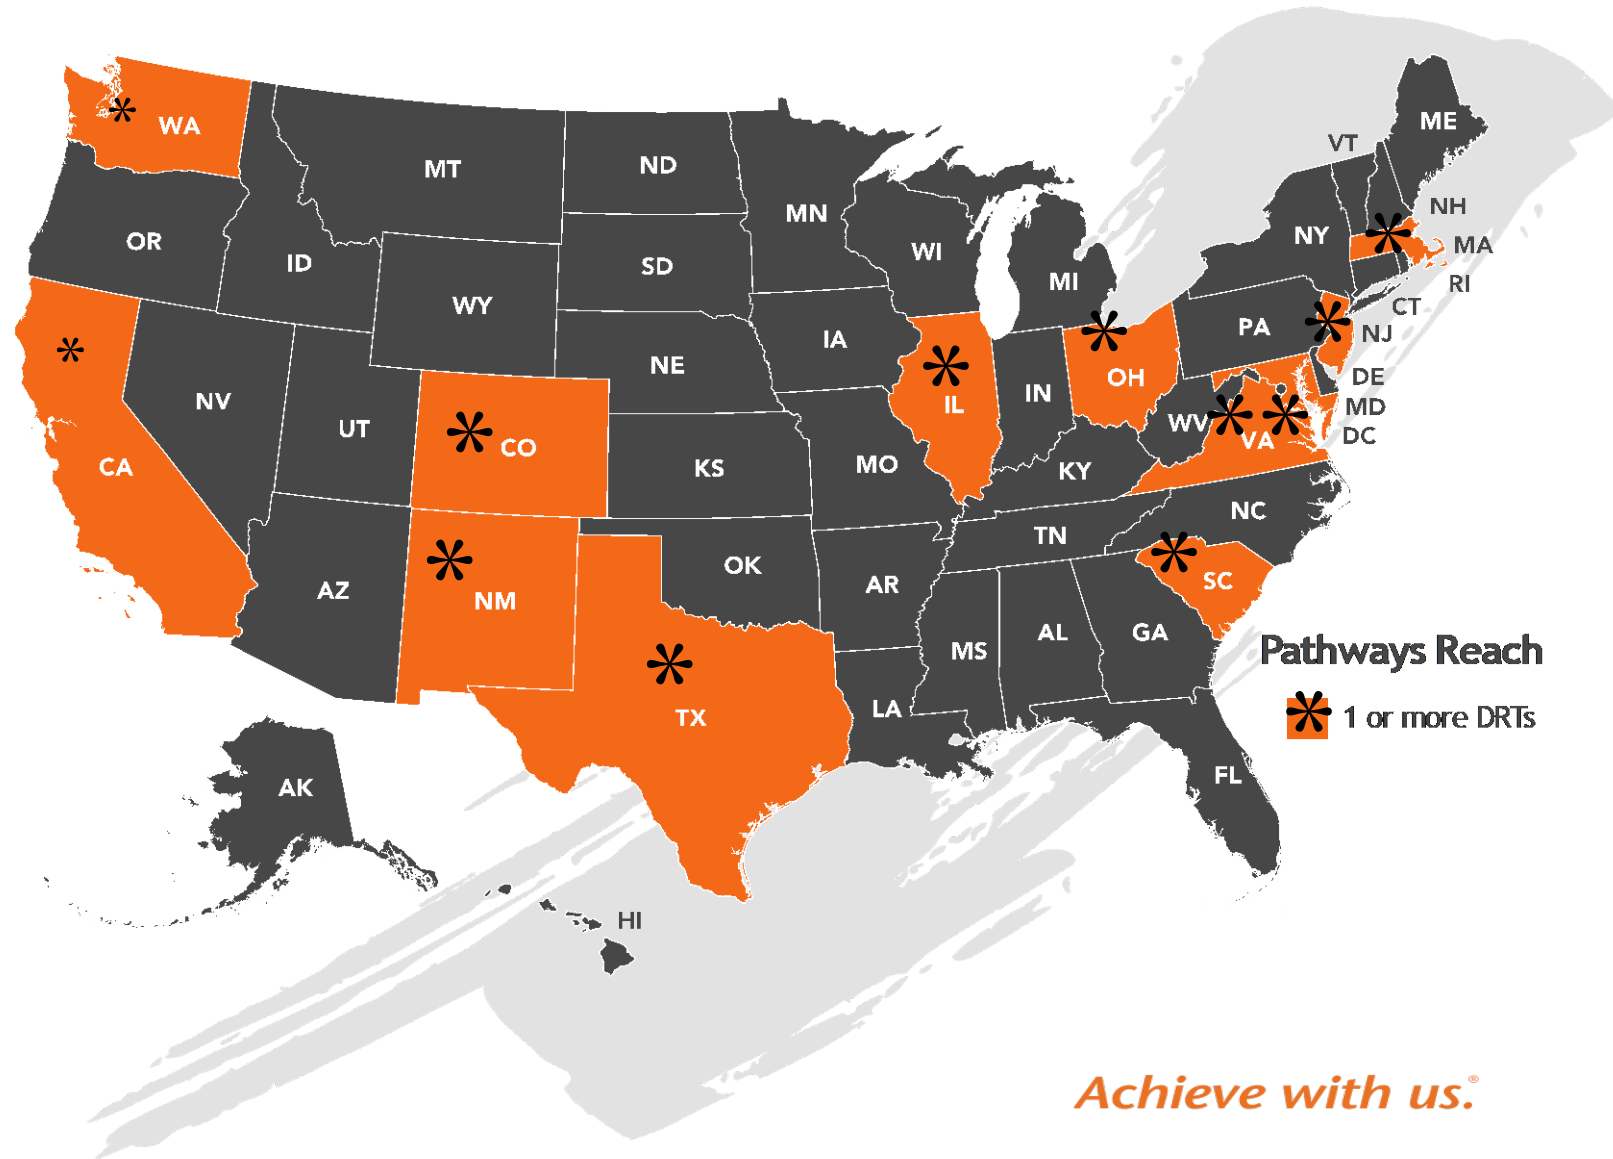 WA
MT
ND
MN
OR
ID
SD
WI
MI
NY
VT
ME
NH
MA
RI
CT
WY
IA
PA
NJ
NE
NV
UT
CO
IL
IN
OH
DE
MD
DC
WV
VA
CA
KS
MO
KY
NC
TN
AZ
NM
OK
AR
SC
MS
AL
GA
TX
LA
FL
AK
HI
Pathways Reach
* 1 or more DRTs
Achieve with us.®